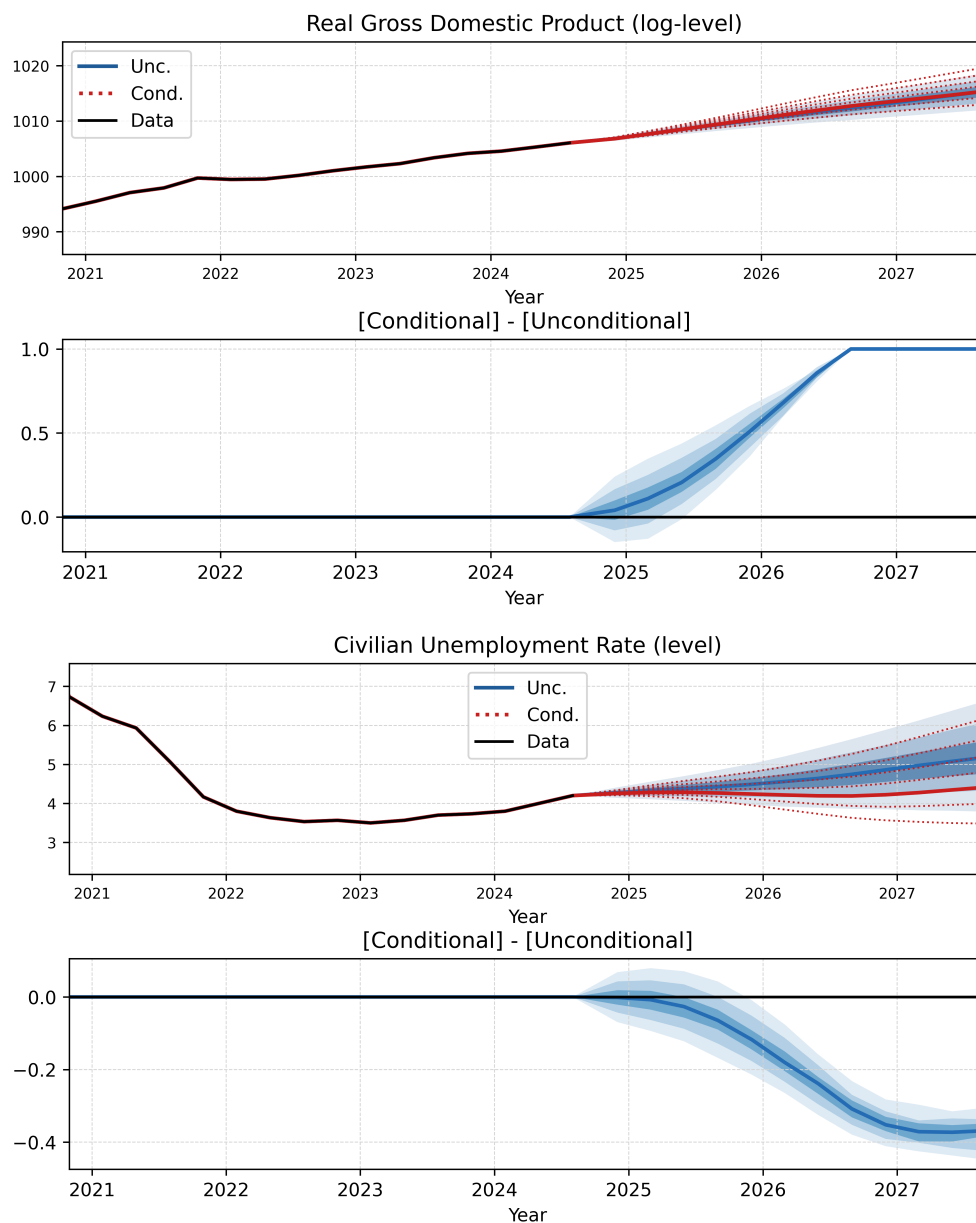 Real Gross Domestic Product (log-level)
1020
1010
1000
990
Unc.
Cond.
Data
2021 2022 2023 2024 2025 2026 2027
Year
[Conditional] - [Unconditional]
1.0
0.5
0.0
2021 2022 2023 2024 2025 2026 2027
Year
Civilian Unemployment Rate (level)
7
6
5
4
3
Unc.
Cond.
Data
2021 2022 2023 2024 2025 2026 2027
Year
[Conditional] - [Unconditional]
0.0
−0.2
−0.4
2021 2022 2023 2024 2025 2026 2027
Year